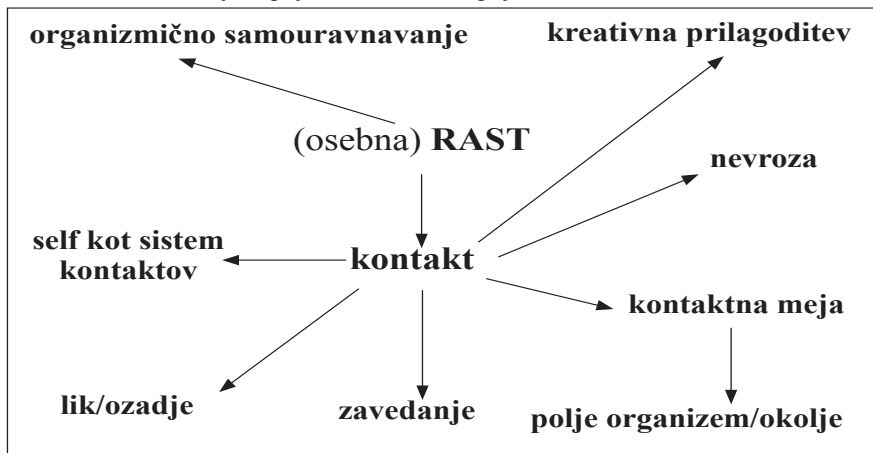 organizmično samouravnavanje
kreativna prilagoditev
(osebna) RAST
nevroza
self kot sistem
kontaktov
kontakt
kontaktna meja
lik/ozadje
zavedanje
polje organizem/okolje